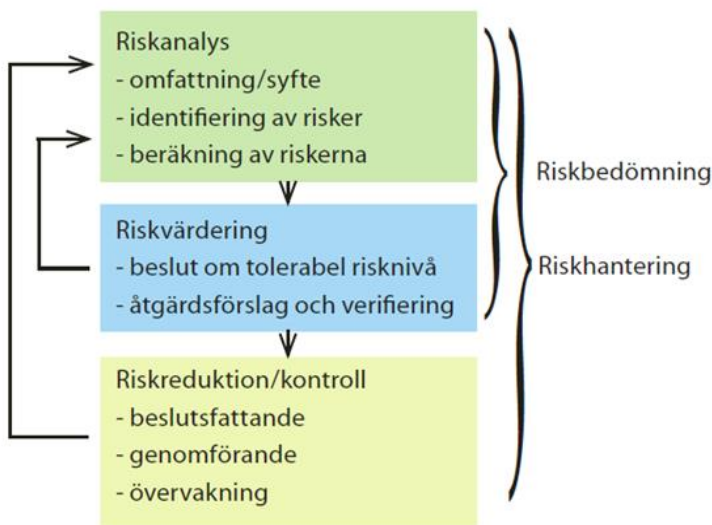 Riskanalys
- omfattning/syfte
- identifiering av risker
- beräkning av riskerna
Riskbedömning
Riskvärdering
- beslut om tolerabel risknivå
- åtgärdsförslag och verifiering
Riskhantering
Riskreduktion/kontroll
- beslutsfattande
- genomförande
- övervakning